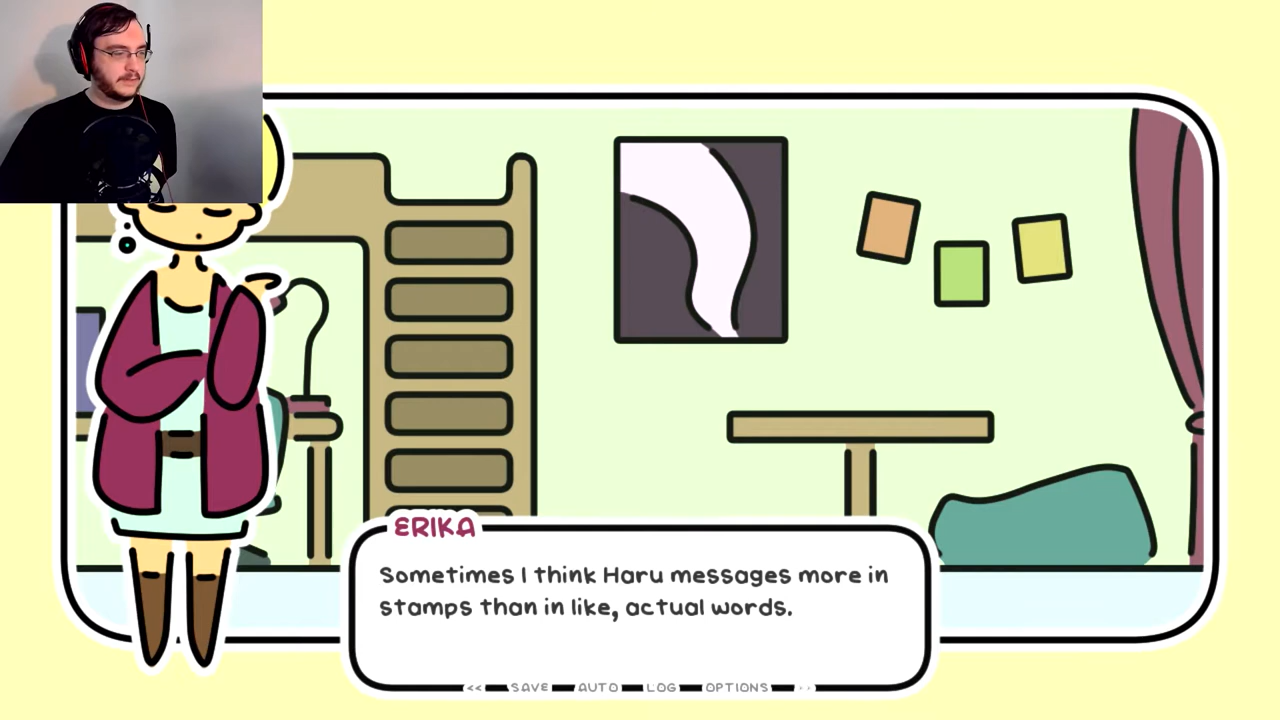 ERIKA
Sometimes I think Haru messages more in
stamps than in like, actual words.
<< SAVE AUTO LOG OPTIONS >>